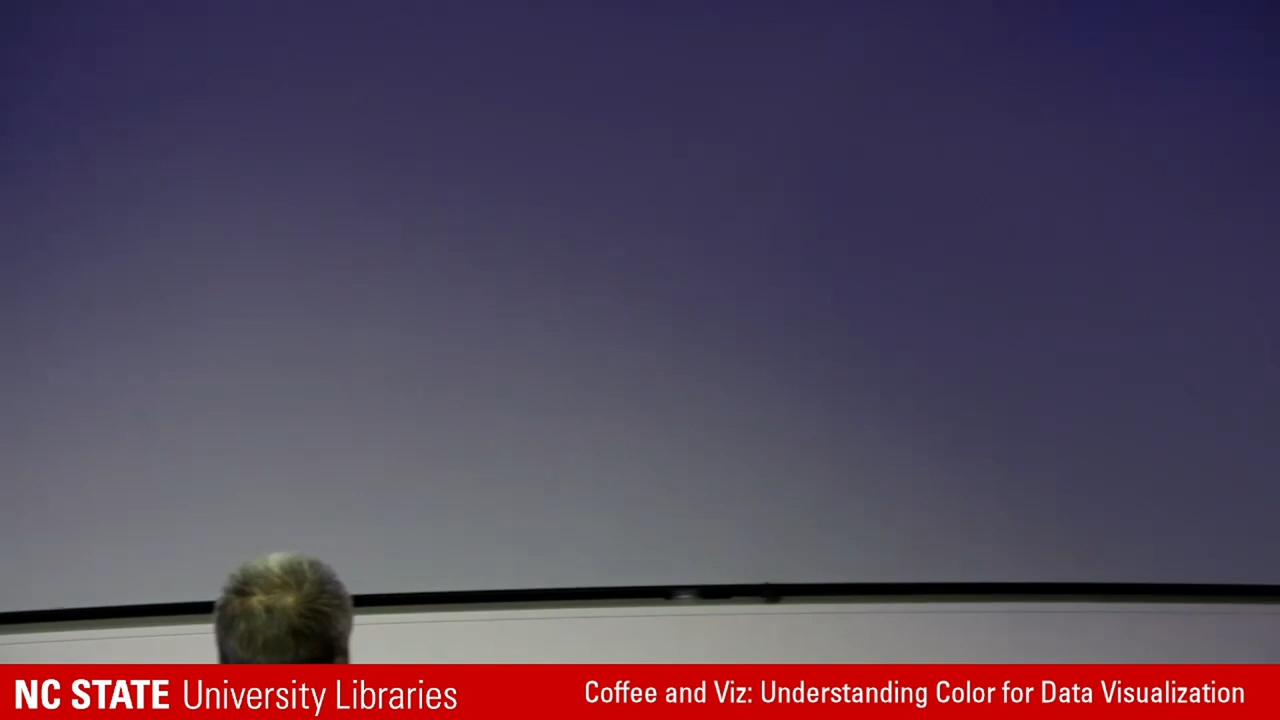 NC STATE University Libraries
Coffee and Viz: Understanding Color for Data Visualization